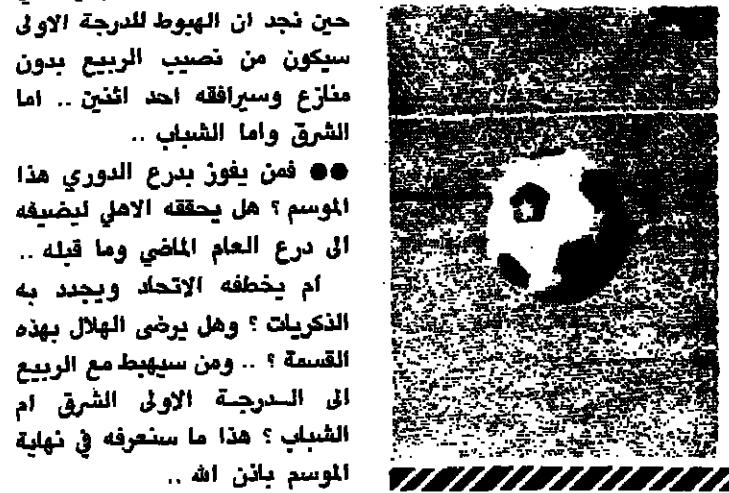 حين نجد ان الهبوط للدرجة الاولى
سيكون من نصيب الربيع بدون
منازع وسيرافقه احد اثنين .. اما
الشرق واما الشباب ..
●● فمن يفوز بدرع الدوري هذا
الموسم ؟ هل يحققه الاهلي ليضيفه
الى درع العام الماضي وما قبله ..
ام يخطفه الإتحاد ويجدد به
الذكريات ؟ وهل يرضى الهلال بهذه
القسمة ؟ .. ومن سيهبط مع الربيع
الى الـدرجـة الاولى الشرق ام
الشباب ؟ هذا ما سنعرفه في نهاية
الموسم باذن الله ..